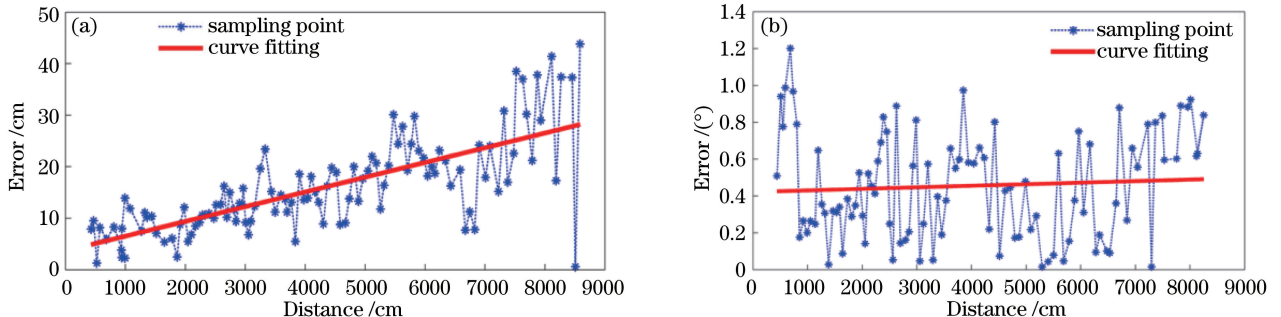 (a)
sampling point
curve fitting
50
40
30
20
10
0
Error /cm
0 1000 2000 3000 4000 5000 6000 7000 8000 9000
Distance /cm
(b)
sampling point
curve fitting
1.4
1.2
1.0
0.8
0.6
0.4
0.2
0
Error /(°)
0 1000 2000 3000 4000 5000 6000 7000 8000 9000
Distance /cm